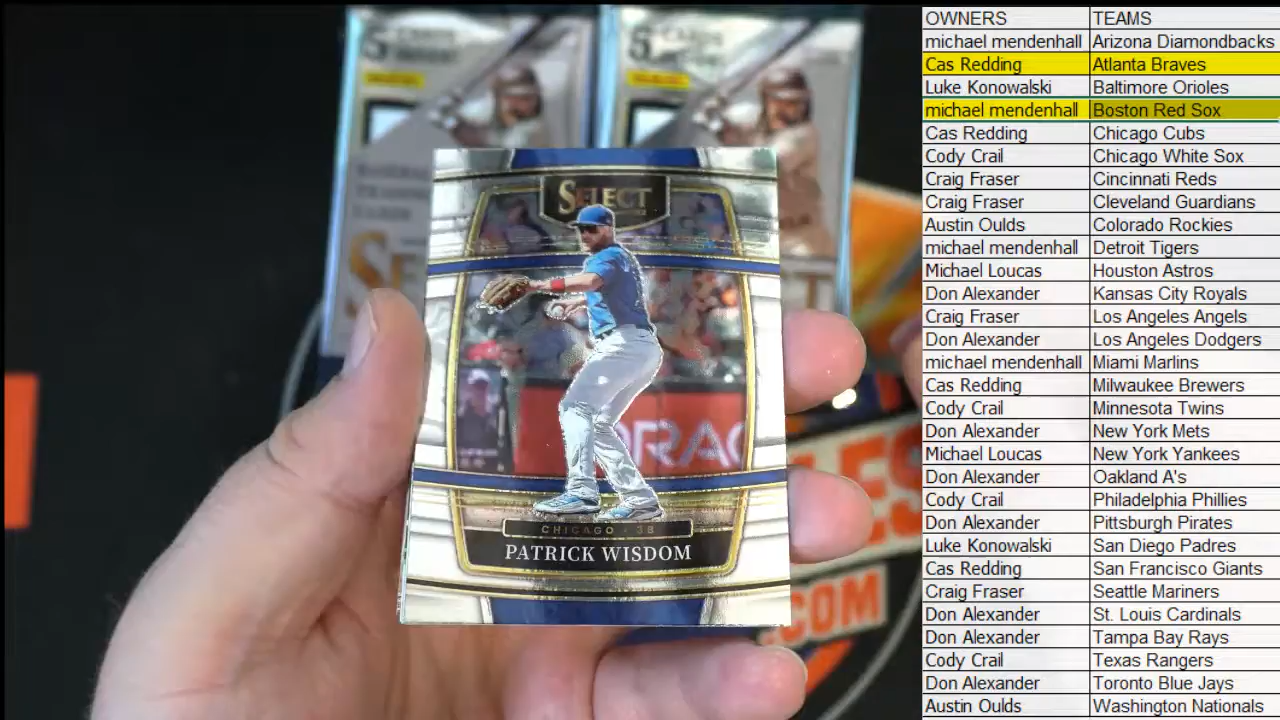 SELECT
CHICAGO · 3B
PATRICK WISDOM
.COM
OWNERS TEAMS
michael mendenhall Arizona Diamondbacks
Cas Redding Atlanta Braves
Luke Konowalski Baltimore Orioles
michael mendenhall Boston Red Sox
Cas Redding Chicago Cubs
Cody Crail Chicago White Sox
Craig Fraser Cincinnati Reds
Craig Fraser Cleveland Guardians
Austin Oulds Colorado Rockies
michael mendenhall Detroit Tigers
Michael Loucas Houston Astros
Don Alexander Kansas City Royals
Craig Fraser Los Angeles Angels
Don Alexander Los Angeles Dodgers
michael mendenhall Miami Marlins
Cas Redding Milwaukee Brewers
Cody Crail Minnesota Twins
Don Alexander New York Mets
Michael Loucas New York Yankees
Don Alexander Oakland A's
Cody Crail Philadelphia Phillies
Don Alexander Pittsburgh Pirates
Luke Konowalski San Diego Padres
Cas Redding San Francisco Giants
Craig Fraser Seattle Mariners
Don Alexander St. Louis Cardinals
Don Alexander Tampa Bay Rays
Cody Crail Texas Rangers
Don Alexander Toronto Blue Jays
Austin Oulds Washington Nationals